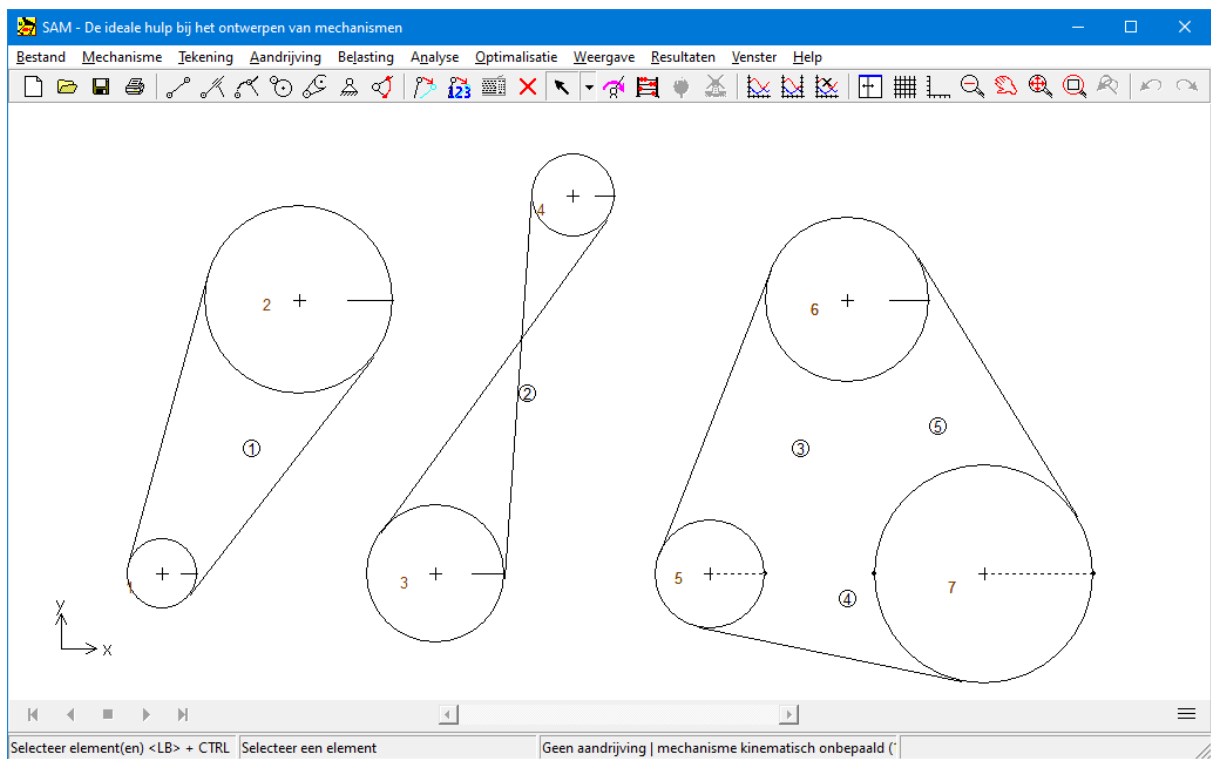 SAM - De ideale hulp bij het ontwerpen van mechanismen
Bestand Mechanisme Tekening Aandrijving Belasting Analyse Optimalisatie Weergave Resultaten Venster Help
123
4
2
6
2
5
1
3
1
3
5
7
4
y
x
Selecteer element(en) <LB> + CTRL Selecteer een element Geen aandrijving | mechanisme kinematisch onbepaald (